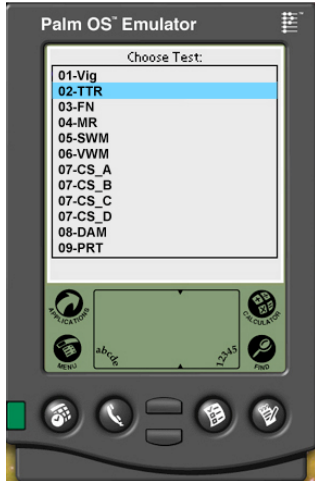 Palm OS™ Emulator
Choose Test:
01-Vig
02-TTR
03-FN
04-MR
05-SWM
06-VWM
07-CS_A
07-CS_B
07-CS_C
07-CS_D
08-DAM
09-PRT
APPLICATIONS
CALCULATOR
MENU
abcde
12345
FIND